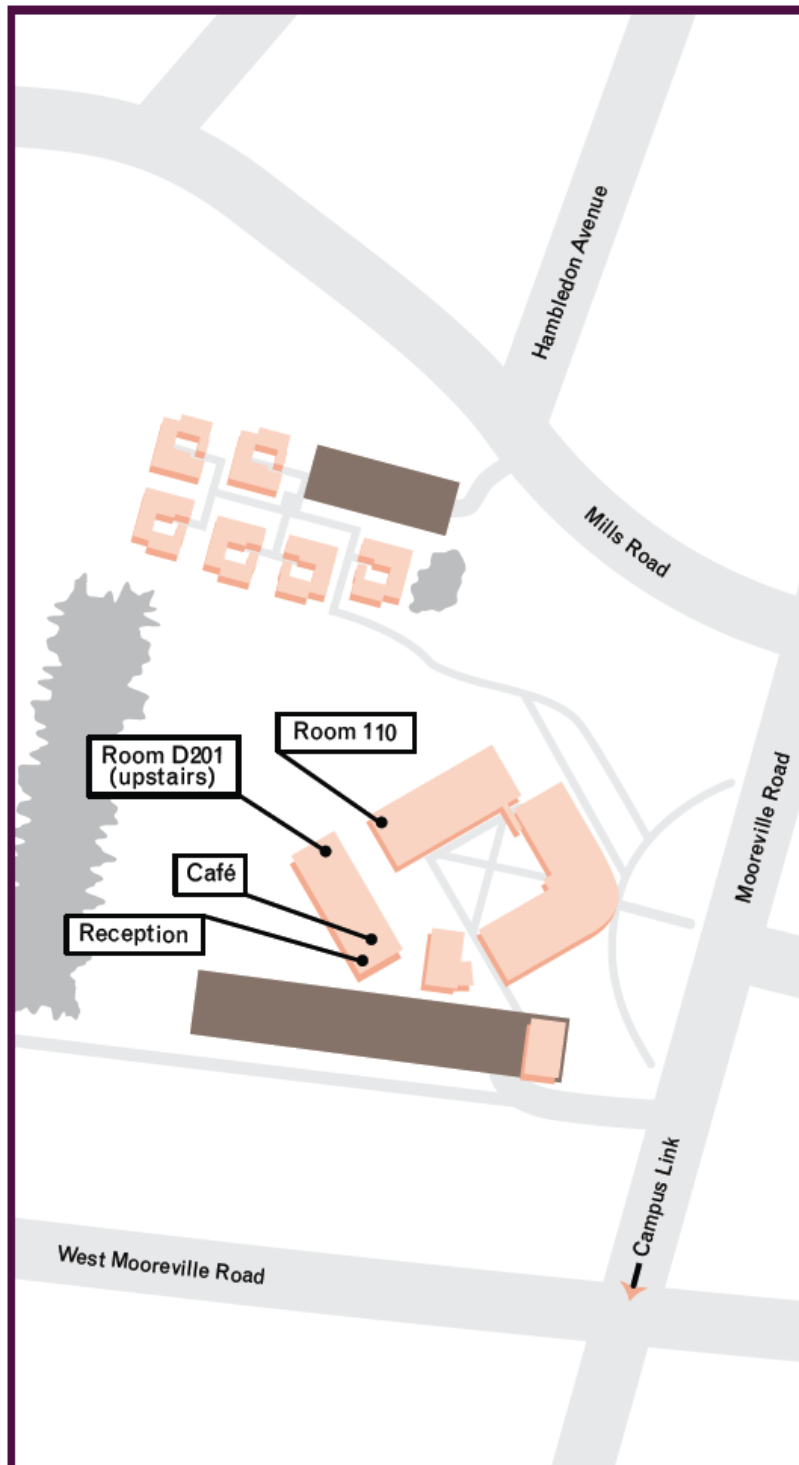 Hambledon Avenue
Mills Road
Room 110
Room D201
(upstairs)
Mooreville Road
Café
Reception
Campus Link
West Mooreville Road